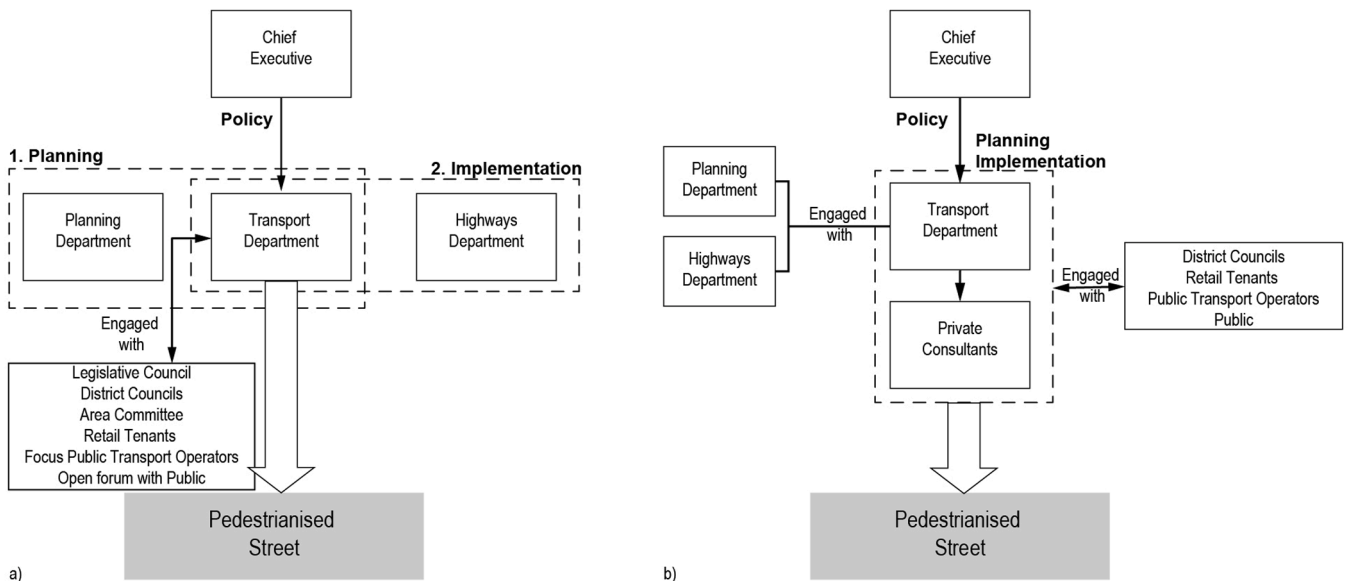 Chief
Executive
Policy
1. Planning
2. Implementation
Planning
Department
Transport
Department
Highways
Department
Engaged
with
Legislative Council
District Councils
Area Committee
Retail Tenants
Focus Public Transport Operators
Open forum with Public
Pedestrianised
Street
a)
Chief
Executive
Policy
Planning
Implementation
Planning
Department
Highways
Department
Engaged
with
Transport
Department
Private
Consultants
Engaged
with
District Councils
Retail Tenants
Public Transport Operators
Public
Pedestrianised
Street
b)